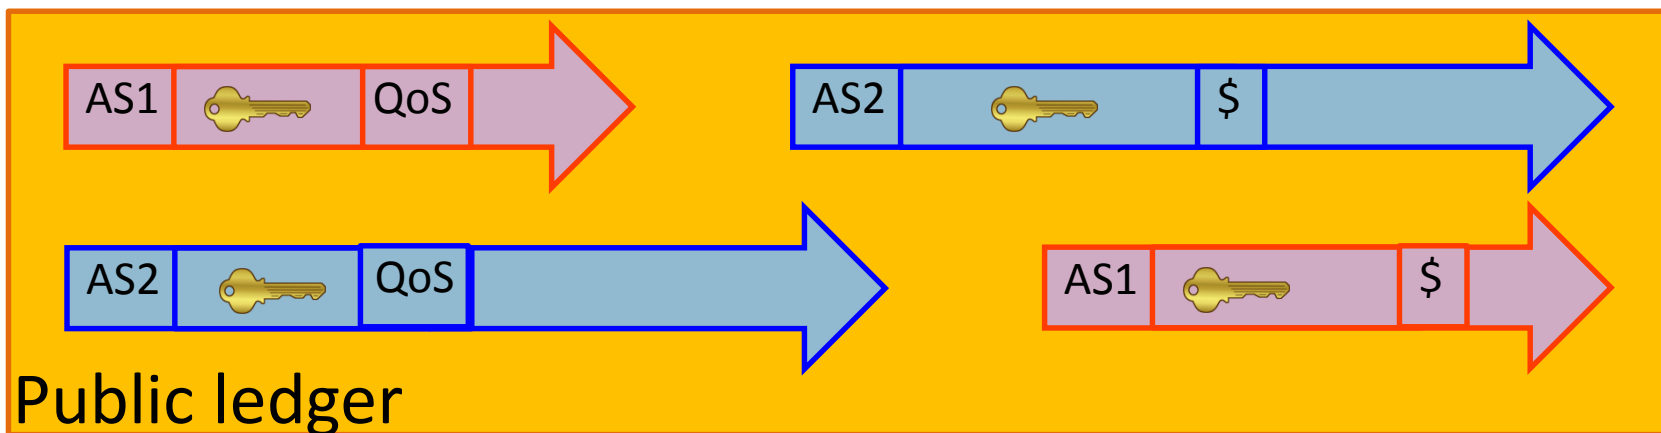 AS1 QoS
AS2 $
AS2 QoS
AS1 $
Public ledger